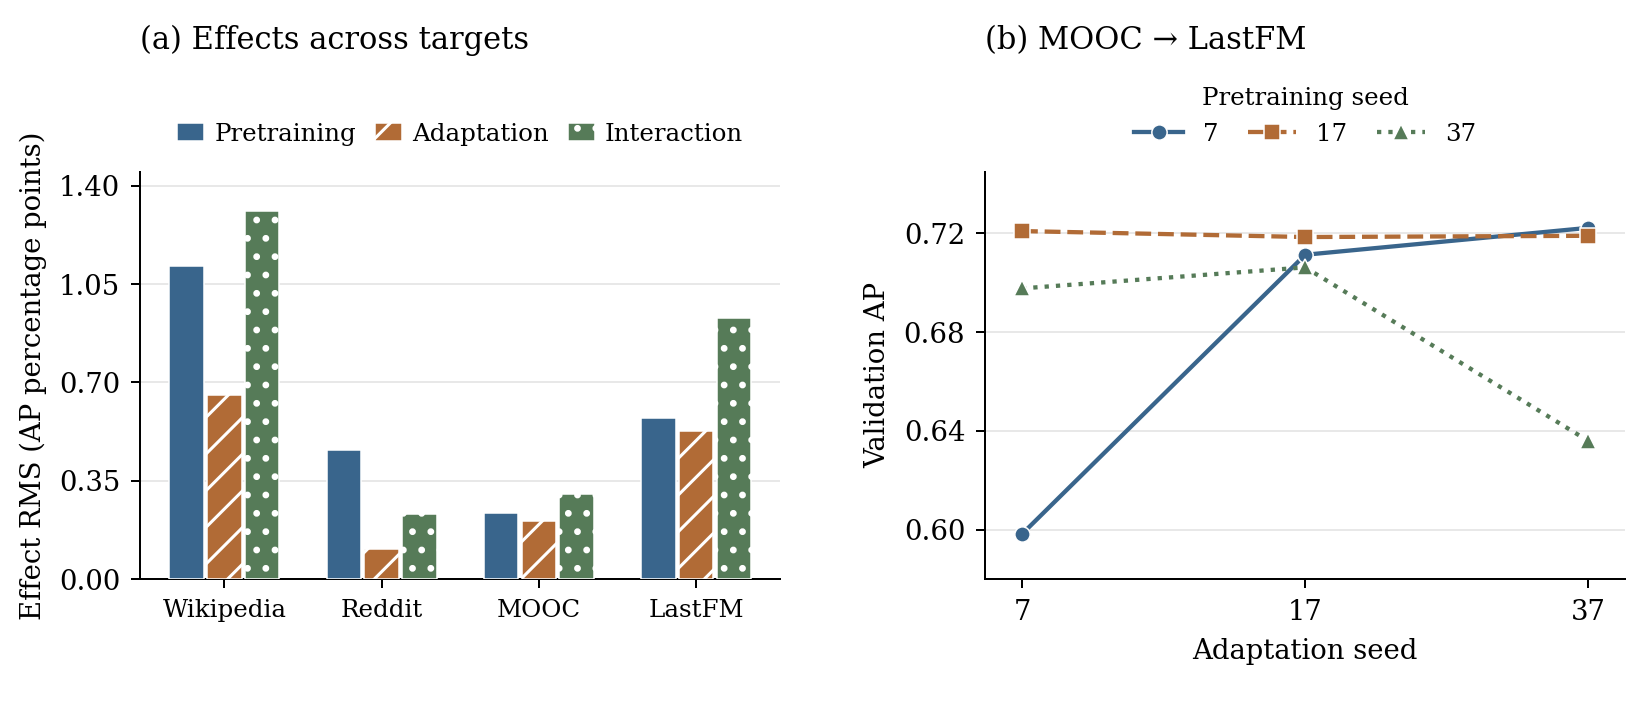 (a) Effects across targets
Pretraining Adaptation Interaction
Effect RMS (AP percentage points)
1.40
1.05
0.70
0.35
0.00
Wikipedia Reddit MOOC LastFM
(b) MOOC → LastFM
Pretraining seed
7 17 37
Validation AP
0.72
0.68
0.64
0.60
7 17 37
Adaptation seed